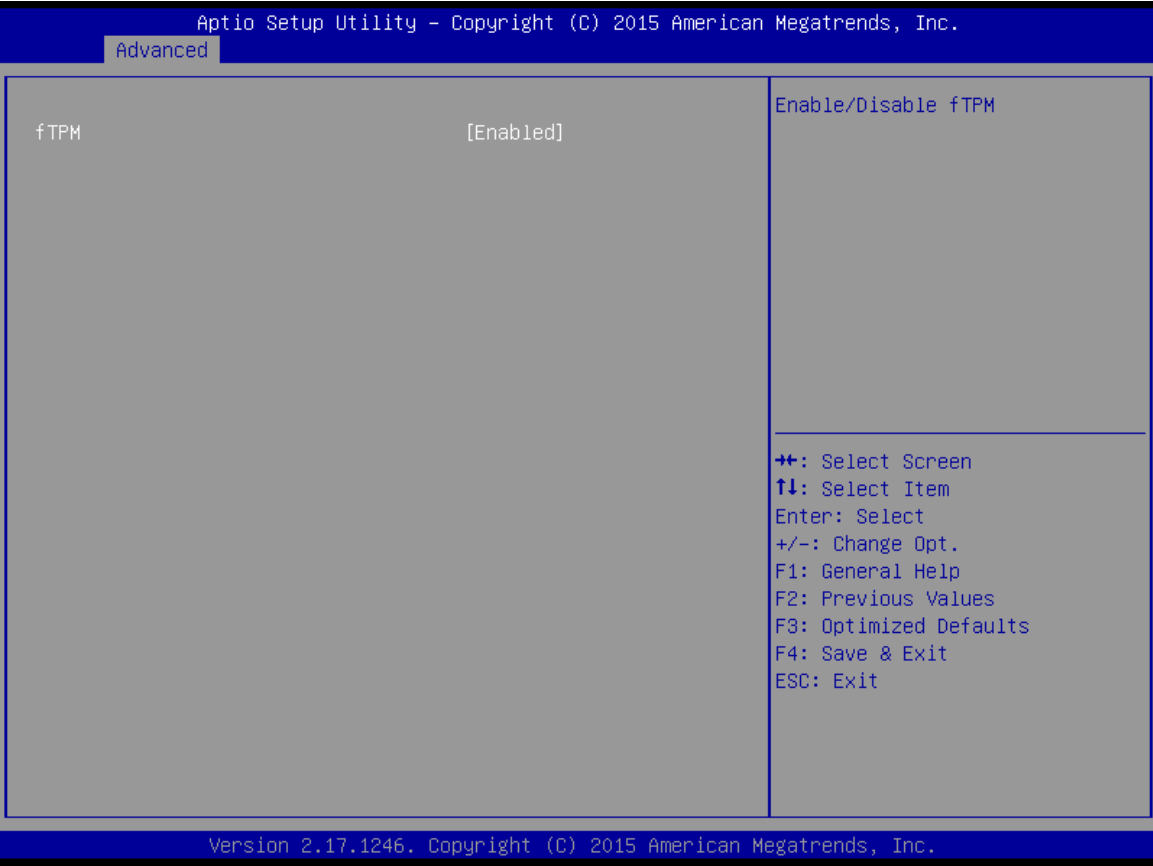 Aptio Setup Utility – Copyright (C) 2015 American Megatrends, Inc.
Advanced
fTPM [Enabled]
Enable/Disable fTPM
→←: Select Screen
↑↓: Select Item
Enter: Select
+/-: Change Opt.
F1: General Help
F2: Previous Values
F3: Optimized Defaults
F4: Save & Exit
ESC: Exit
Version 2.17.1246. Copyright (C) 2015 American Megatrends, Inc.